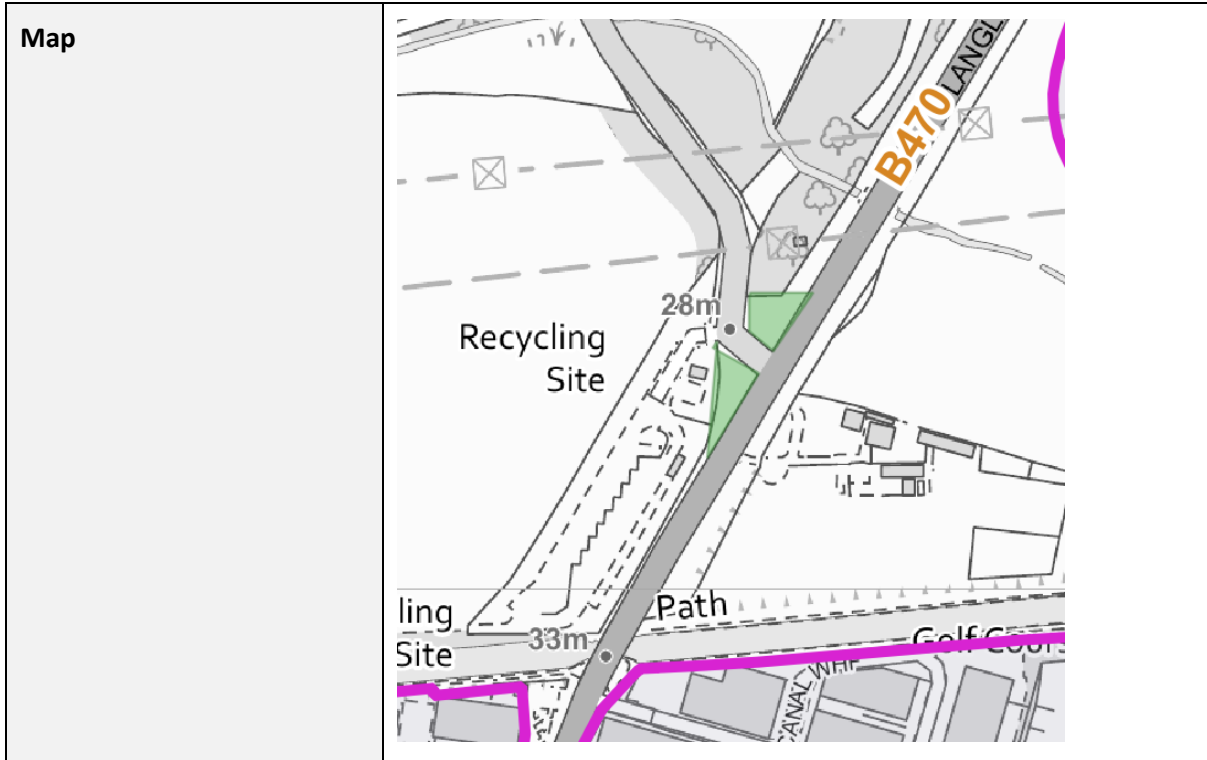 Map
LANGL
B470
28m
Recycling
Site
ling
Site
Path
33m
Golf Cours
CANAL WHF